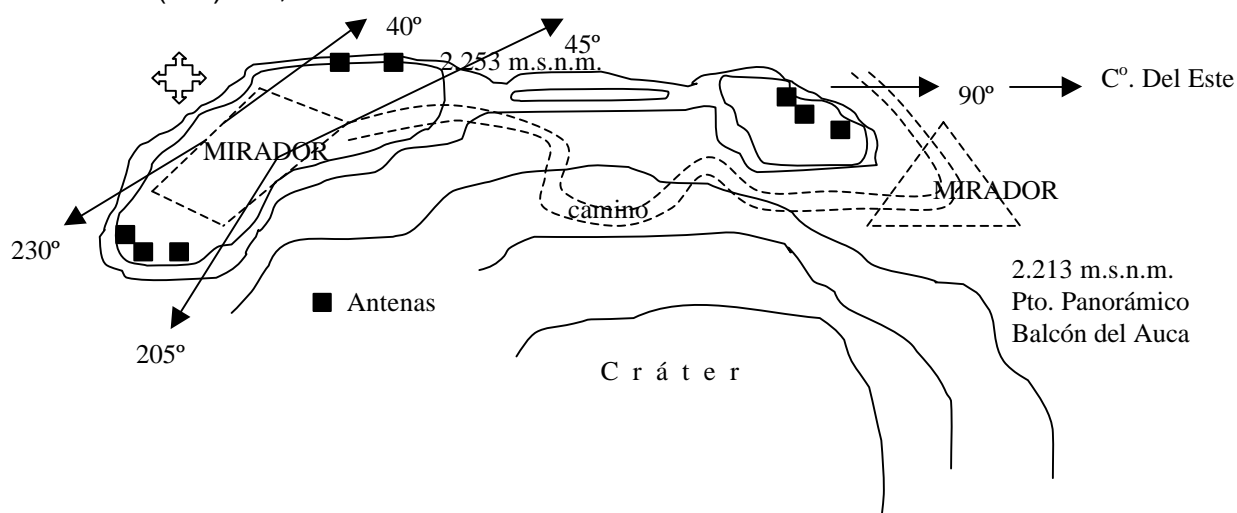 40º
45º
2.253 m.s.n.m.
90º
Cº. Del Este
MIRADOR
MIRADOR
camino
230º
2.213 m.s.n.m.
Pto. Panorámico
Balcón del Auca
Antenas
205º
C r á t e r